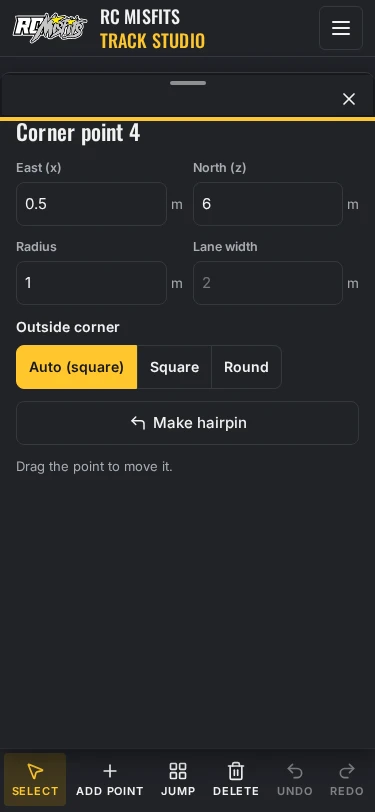 RC Misfits
RC MISFITS
TRACK STUDIO
Corner point 4
East (x) North (z)
0.5 m 6 m
Radius Lane width
1 m 2 m
Outside corner
Auto (square) Square Round
Make hairpin
Drag the point to move it.
SELECT ADD POINT JUMP DELETE UNDO REDO